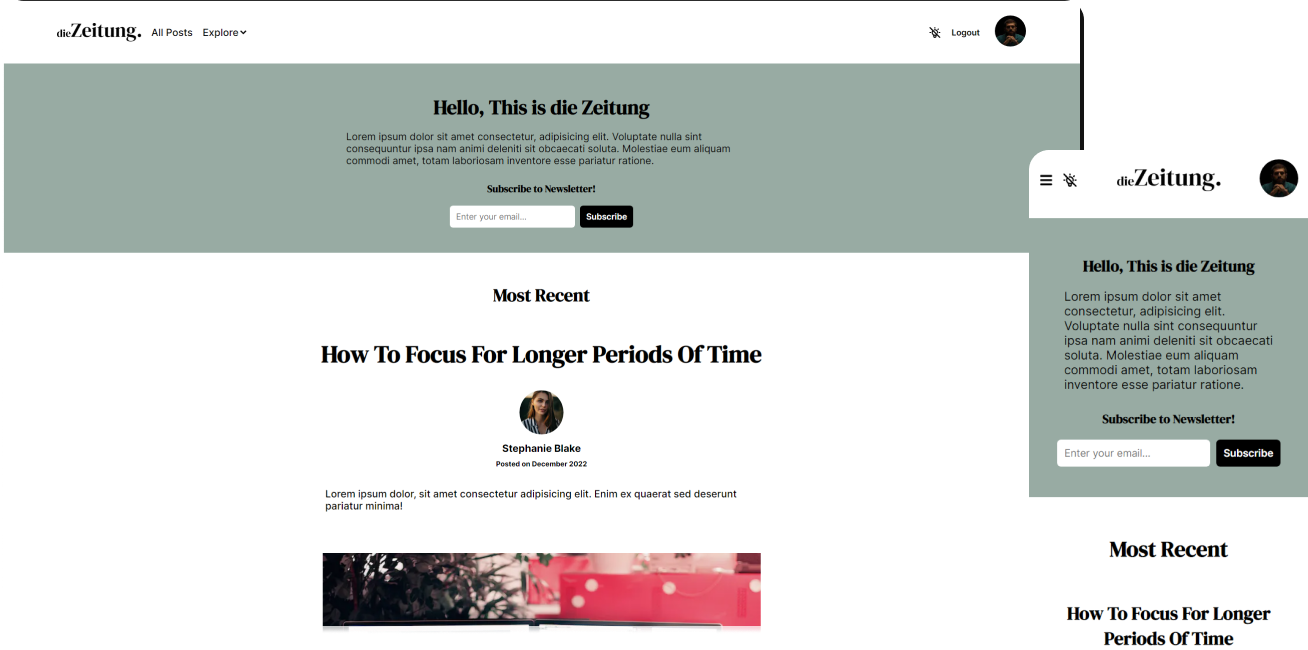 dieZeitung. All Posts Explore Logout
Hello, This is die Zeitung
Lorem ipsum dolor sit amet consectetur, adipisicing elit. Voluptate nulla sint
consequuntur ipsa nam animi deleniti sit obcaecati soluta. Molestiae eum aliquam
commodi amet, totam laboriosam inventore esse pariatur ratione.
Subscribe to Newsletter!
Enter your email... Subscribe
Most Recent
How To Focus For Longer Periods Of Time
Stephanie Blake
Posted on December 2022
Lorem ipsum dolor, sit amet consectetur adipisicing elit. Enim ex quaerat sed deserunt
pariatur minima!
dieZeitung.
Hello, This is die Zeitung
Lorem ipsum dolor sit amet
consectetur, adipisicing elit.
Voluptate nulla sint consequuntur
ipsa nam animi deleniti sit obcaecati
soluta. Molestiae eum aliquam
commodi amet, totam laboriosam
inventore esse pariatur ratione.
Subscribe to Newsletter!
Enter your email... Subscribe
Most Recent
How To Focus For Longer
Periods Of Time